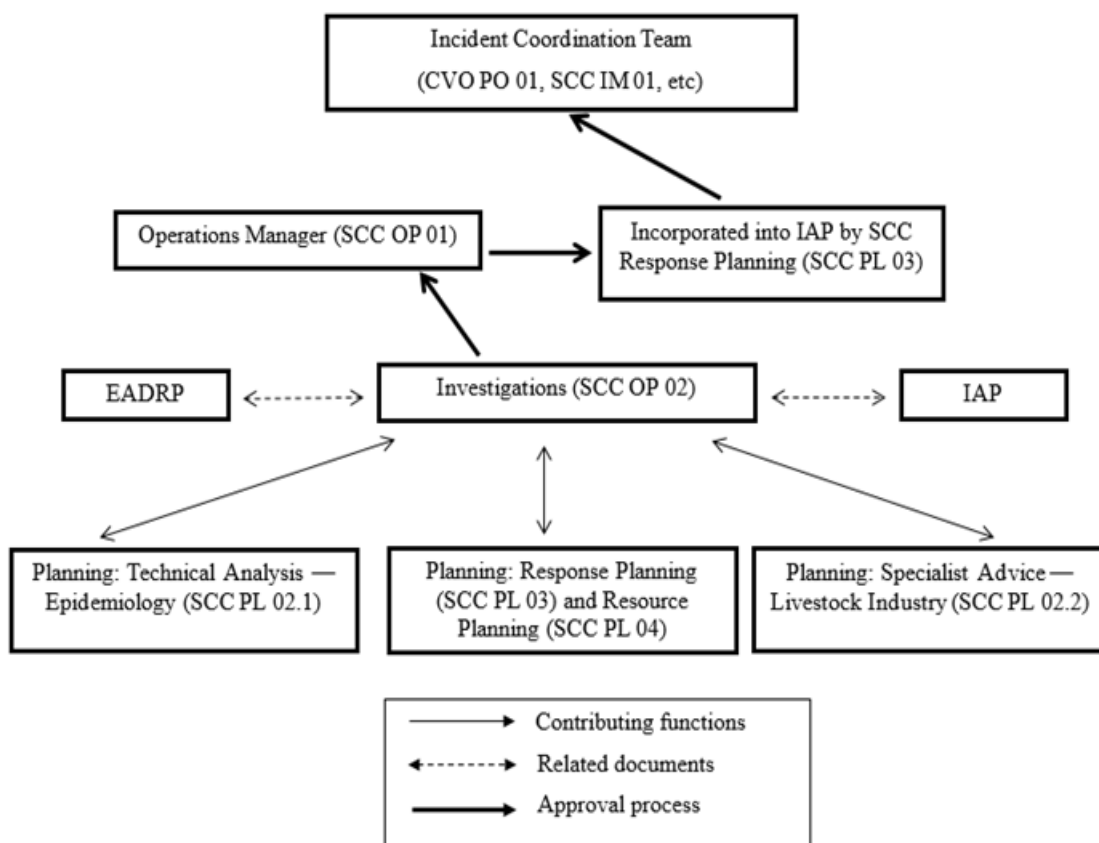 Incident Coordination Team
(CVO PO 01, SCC IM 01, etc)
Operations Manager (SCC OP 01)
Incorporated into IAP by SCC
Response Planning (SCC PL 03)
EADRP
Investigations (SCC OP 02)
IAP
Planning: Technical Analysis —
Epidemiology (SCC PL 02.1)
Planning: Response Planning
(SCC PL 03) and Resource
Planning (SCC PL 04)
Planning: Specialist Advice—
Livestock Industry (SCC PL 02.2)
Contributing functions
Related documents
Approval process